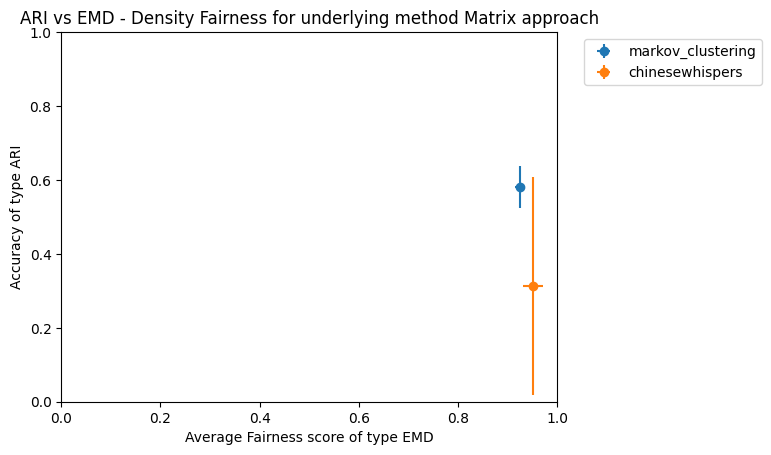 ARI vs EMD - Density Fairness for underlying method Matrix approach
markov_clustering
chinesewhispers
Accuracy of type ARI
1.0
0.8
0.6
0.4
0.2
0.0
0.0 0.2 0.4 0.6 0.8 1.0
Average Fairness score of type EMD